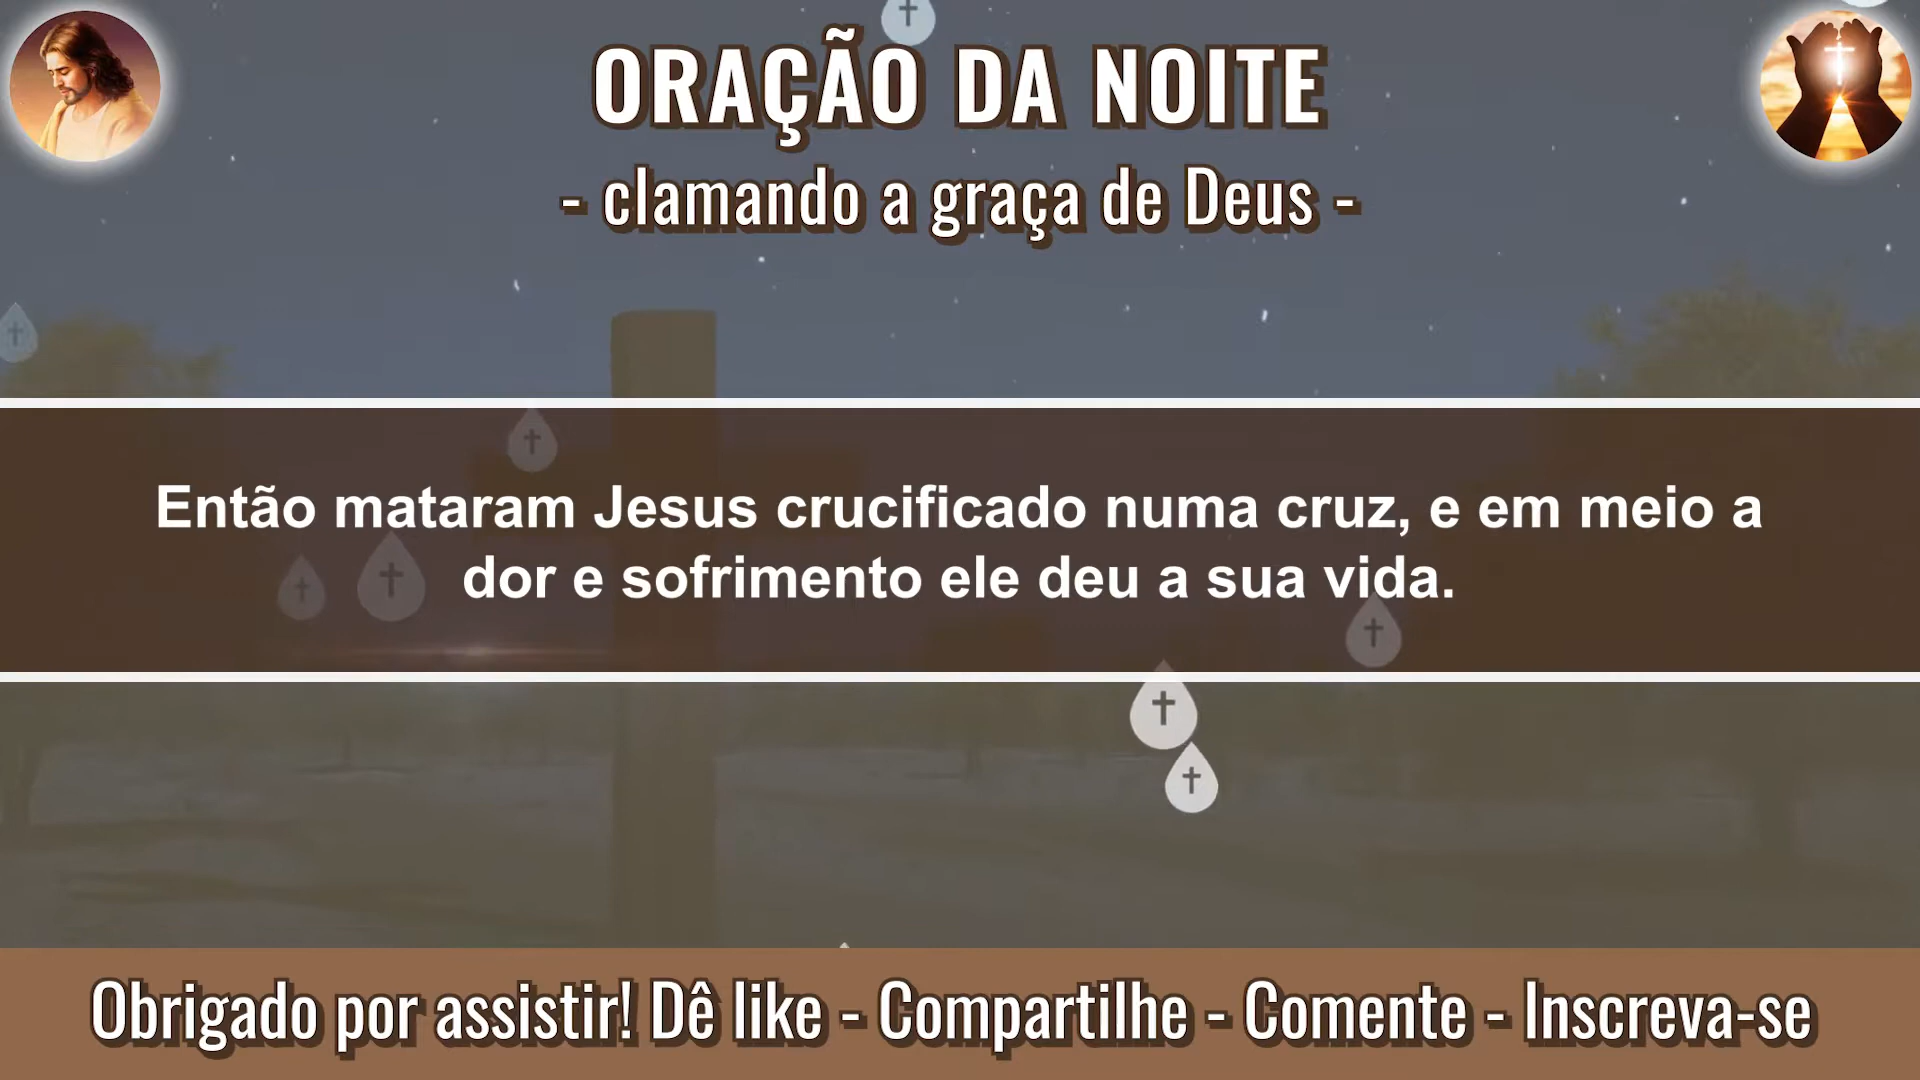 ORAÇÃO DA NOITE
- clamando a graça de Deus -
Então mataram Jesus crucificado numa cruz, e em meio a
dor e sofrimento ele deu a sua vida.
Obrigado por assistir! Dê like - Compartilhe - Comente - Inscreva-se